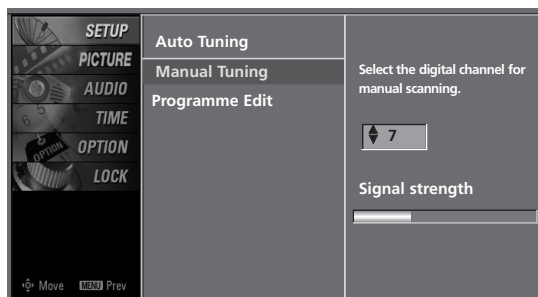 SETUP
PICTURE
AUDIO
TIME
OPTION
LOCK
Move MENU Prev
Auto Tuning
Manual Tuning
Programme Edit
Select the digital channel for
manual scanning.
7
Signal strength